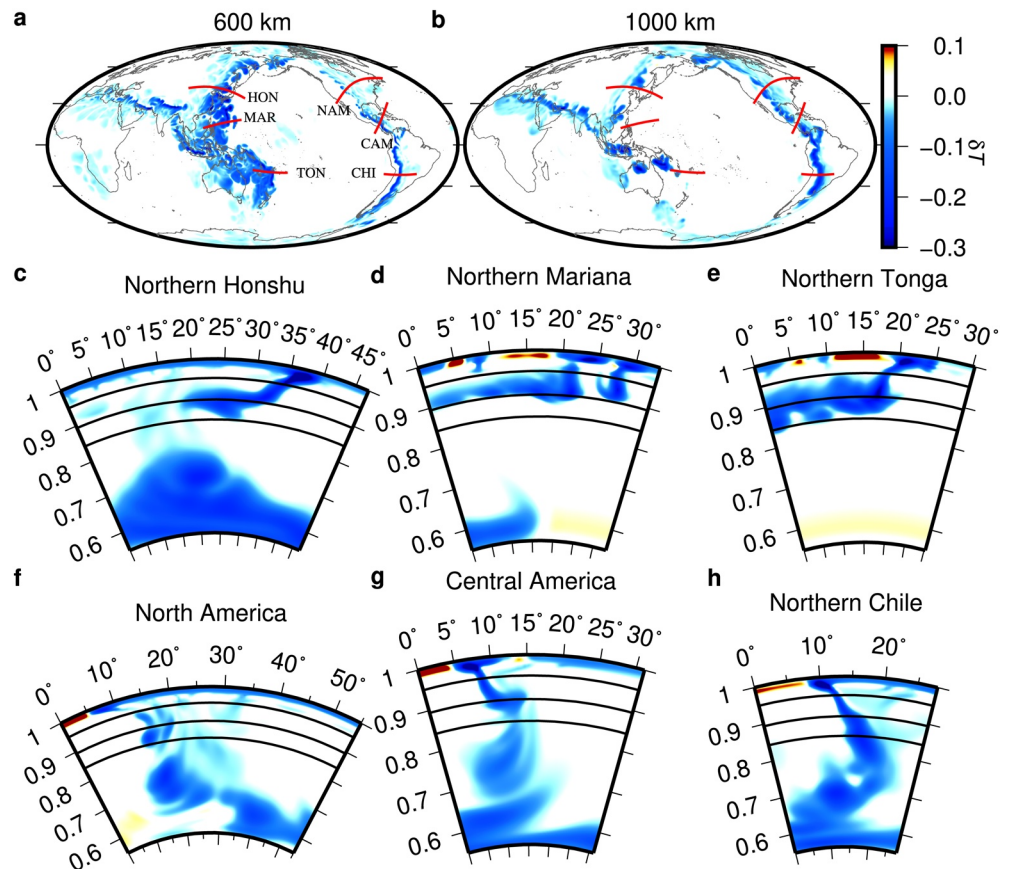 a 600 km b 1000 km
0.1
0.0
−0.1
−0.2
−0.3
δT
HON
MAR
TON
NAM
CAM
CHI
c Northern Honshu
0° 5° 10° 15° 20° 25° 30° 35° 40° 45°
1
0.9
0.8
0.7
0.6
d Northern Mariana
0° 5° 10° 15° 20° 25° 30°
1
0.9
0.8
0.7
0.6
e Northern Tonga
0° 5° 10° 15° 20° 25° 30°
1
0.9
0.8
0.7
0.6
f North America
0° 10° 20° 30° 40° 50°
1
0.9
0.8
0.7
0.6
g Central America
0° 5° 10° 15° 20° 25° 30°
1
0.9
0.8
0.7
0.6
h Northern Chile
0° 10° 20°
1
0.9
0.8
0.7
0.6